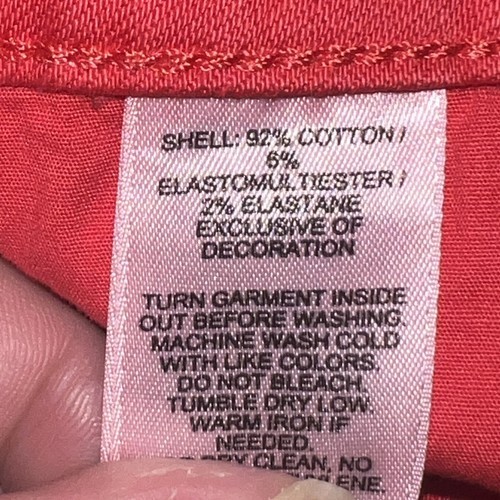 SHELL: 92% COTTON /
6%
ELASTOMULTIESTER /
2% ELASTANE
EXCLUSIVE OF
DECORATION
TURN GARMENT INSIDE
OUT BEFORE WASHING
MACHINE WASH COLD
WITH LIKE COLORS.
DO NOT BLEACH.
TUMBLE DRY LOW.
WARM IRON IF
NEEDED.
DRY CLEAN, NO